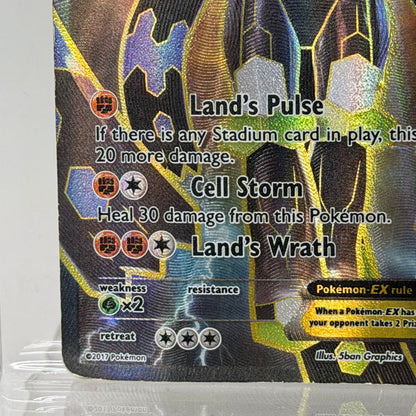 Land's Pulse
If there is any Stadium card in play, this
20 more damage.
Cell Storm
Heal 30 damage from this Pokémon.
Land's Wrath
weakness resistance
×2
Pokémon-EX rule
When a Pokémon-EX has
your opponent takes 2 Priz
retreat
Illus. 5ban Graphics
©2017 Pokémon